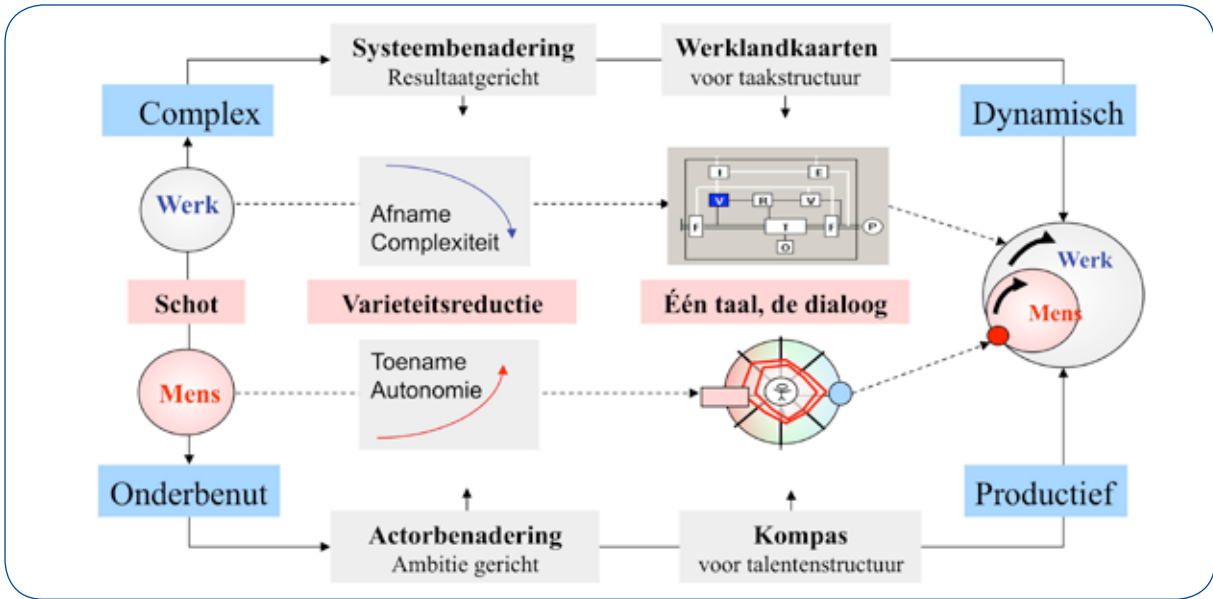 Systeembenadering
Resultaatgericht
Werklandkaarten
voor taakstructuur
Complex
Dynamisch
Werk
Afname
Complexiteit
I
E
V
R
V
F
T
F
P
O
Werk
Mens
Schot
Varieteitsreductie
Één taal, de dialoog
Mens
Toename
Autonomie
Onderbenut
Productief
Actorbenadering
Ambitie gericht
Kompas
voor talentenstructuur